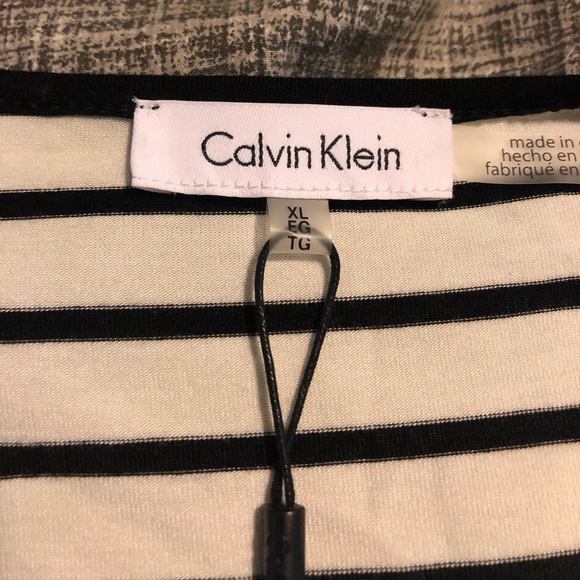 Calvin Klein
XL
EG
TG
made in
hecho en
fabriqué en